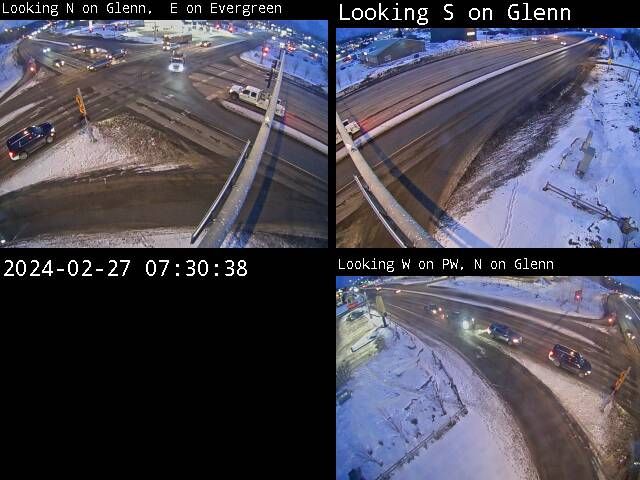 Looking N on Glenn,  E on Evergreen
Looking S on Glenn
2024-02-27 07:30:38
Looking W on PW, N on Glenn